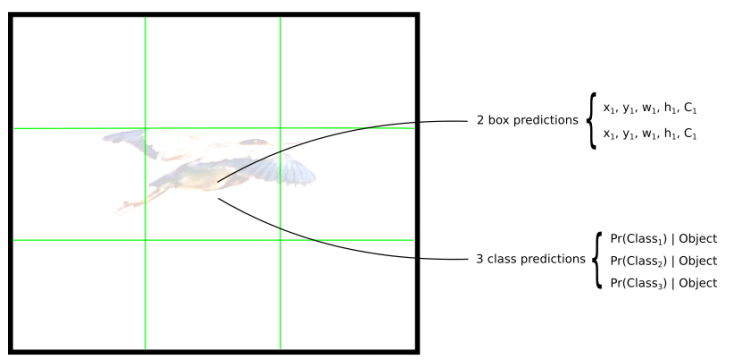 2 box predictions
x₁, y₁, w₁, h₁, C₁
x₁, y₁, w₁, h₁, C₁
3 class predictions
Pr(Class₁) | Object
Pr(Class₂) | Object
Pr(Class₃) | Object